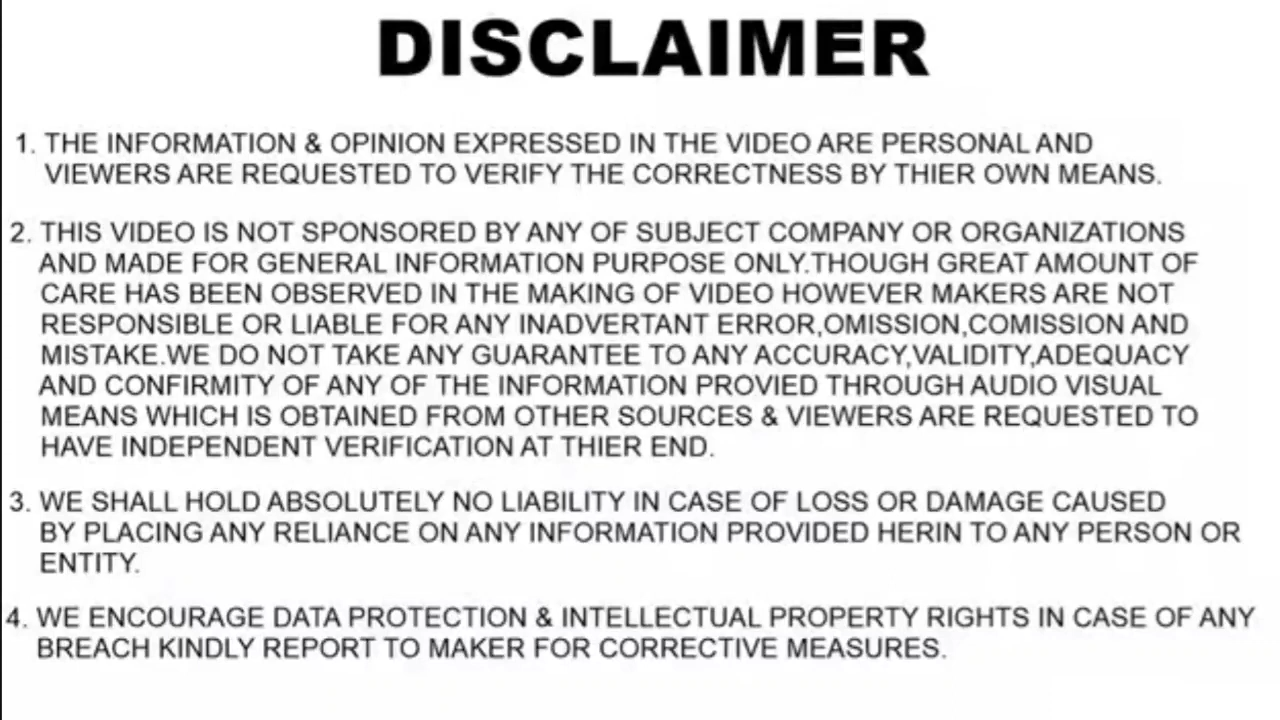 DISCLAIMER
1. THE INFORMATION & OPINION EXPRESSED IN THE VIDEO ARE PERSONAL AND
VIEWERS ARE REQUESTED TO VERIFY THE CORRECTNESS BY THIER OWN MEANS.
2. THIS VIDEO IS NOT SPONSORED BY ANY OF SUBJECT COMPANY OR ORGANIZATIONS
AND MADE FOR GENERAL INFORMATION PURPOSE ONLY.THOUGH GREAT AMOUNT OF
CARE HAS BEEN OBSERVED IN THE MAKING OF VIDEO HOWEVER MAKERS ARE NOT
RESPONSIBLE OR LIABLE FOR ANY INADVERTANT ERROR,OMISSION,COMISSION AND
MISTAKE.WE DO NOT TAKE ANY GUARANTEE TO ANY ACCURACY,VALIDITY,ADEQUACY
AND CONFIRMITY OF ANY OF THE INFORMATION PROVIED THROUGH AUDIO VISUAL
MEANS WHICH IS OBTAINED FROM OTHER SOURCES & VIEWERS ARE REQUESTED TO
HAVE INDEPENDENT VERIFICATION AT THIER END.
3. WE SHALL HOLD ABSOLUTELY NO LIABILITY IN CASE OF LOSS OR DAMAGE CAUSED
BY PLACING ANY RELIANCE ON ANY INFORMATION PROVIDED HERIN TO ANY PERSON OR
ENTITY.
4. WE ENCOURAGE DATA PROTECTION & INTELLECTUAL PROPERTY RIGHTS IN CASE OF ANY
BREACH KINDLY REPORT TO MAKER FOR CORRECTIVE MEASURES.